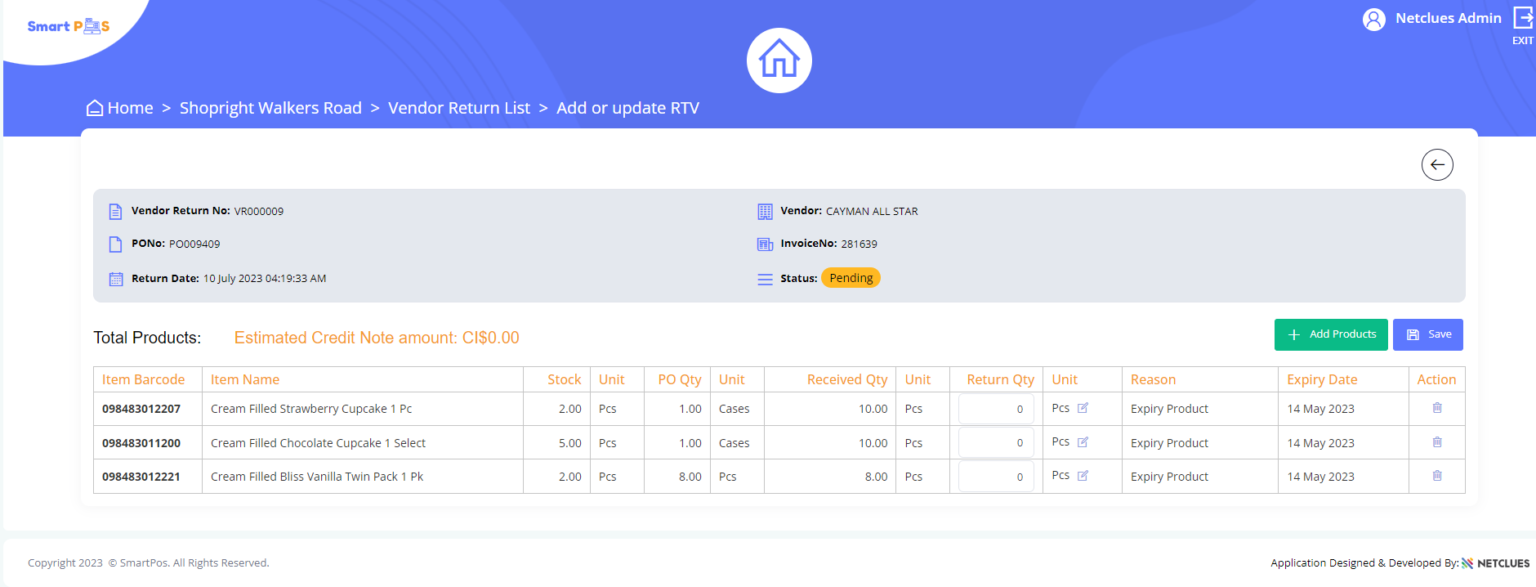 Smart POS
Netclues Admin
EXIT
Home > Shopright Walkers Road > Vendor Return List > Add or update RTV
Vendor Return No: VR000009 Vendor: CAYMAN ALL STAR
PONo: PO009409 InvoiceNo: 281639
Return Date: 10 July 2023 04:19:33 AM Status: Pending
Total Products: Estimated Credit Note amount: CI$0.00 + Add Products Save
Item Barcode Item Name Stock Unit PO Qty Unit Received Qty Unit Return Qty Unit Reason Expiry Date Action
098483012207 Cream Filled Strawberry Cupcake 1 Pc 2.00 Pcs 1.00 Cases 10.00 Pcs 0 Pcs Expiry Product 14 May 2023
098483011200 Cream Filled Chocolate Cupcake 1 Select 5.00 Pcs 1.00 Cases 10.00 Pcs 0 Pcs Expiry Product 14 May 2023
098483012221 Cream Filled Bliss Vanilla Twin Pack 1 Pk 2.00 Pcs 8.00 Pcs 8.00 Pcs 0 Pcs Expiry Product 14 May 2023
Copyright 2023 © SmartPos. All Rights Reserved. Application Designed & Developed By: NETCLUES